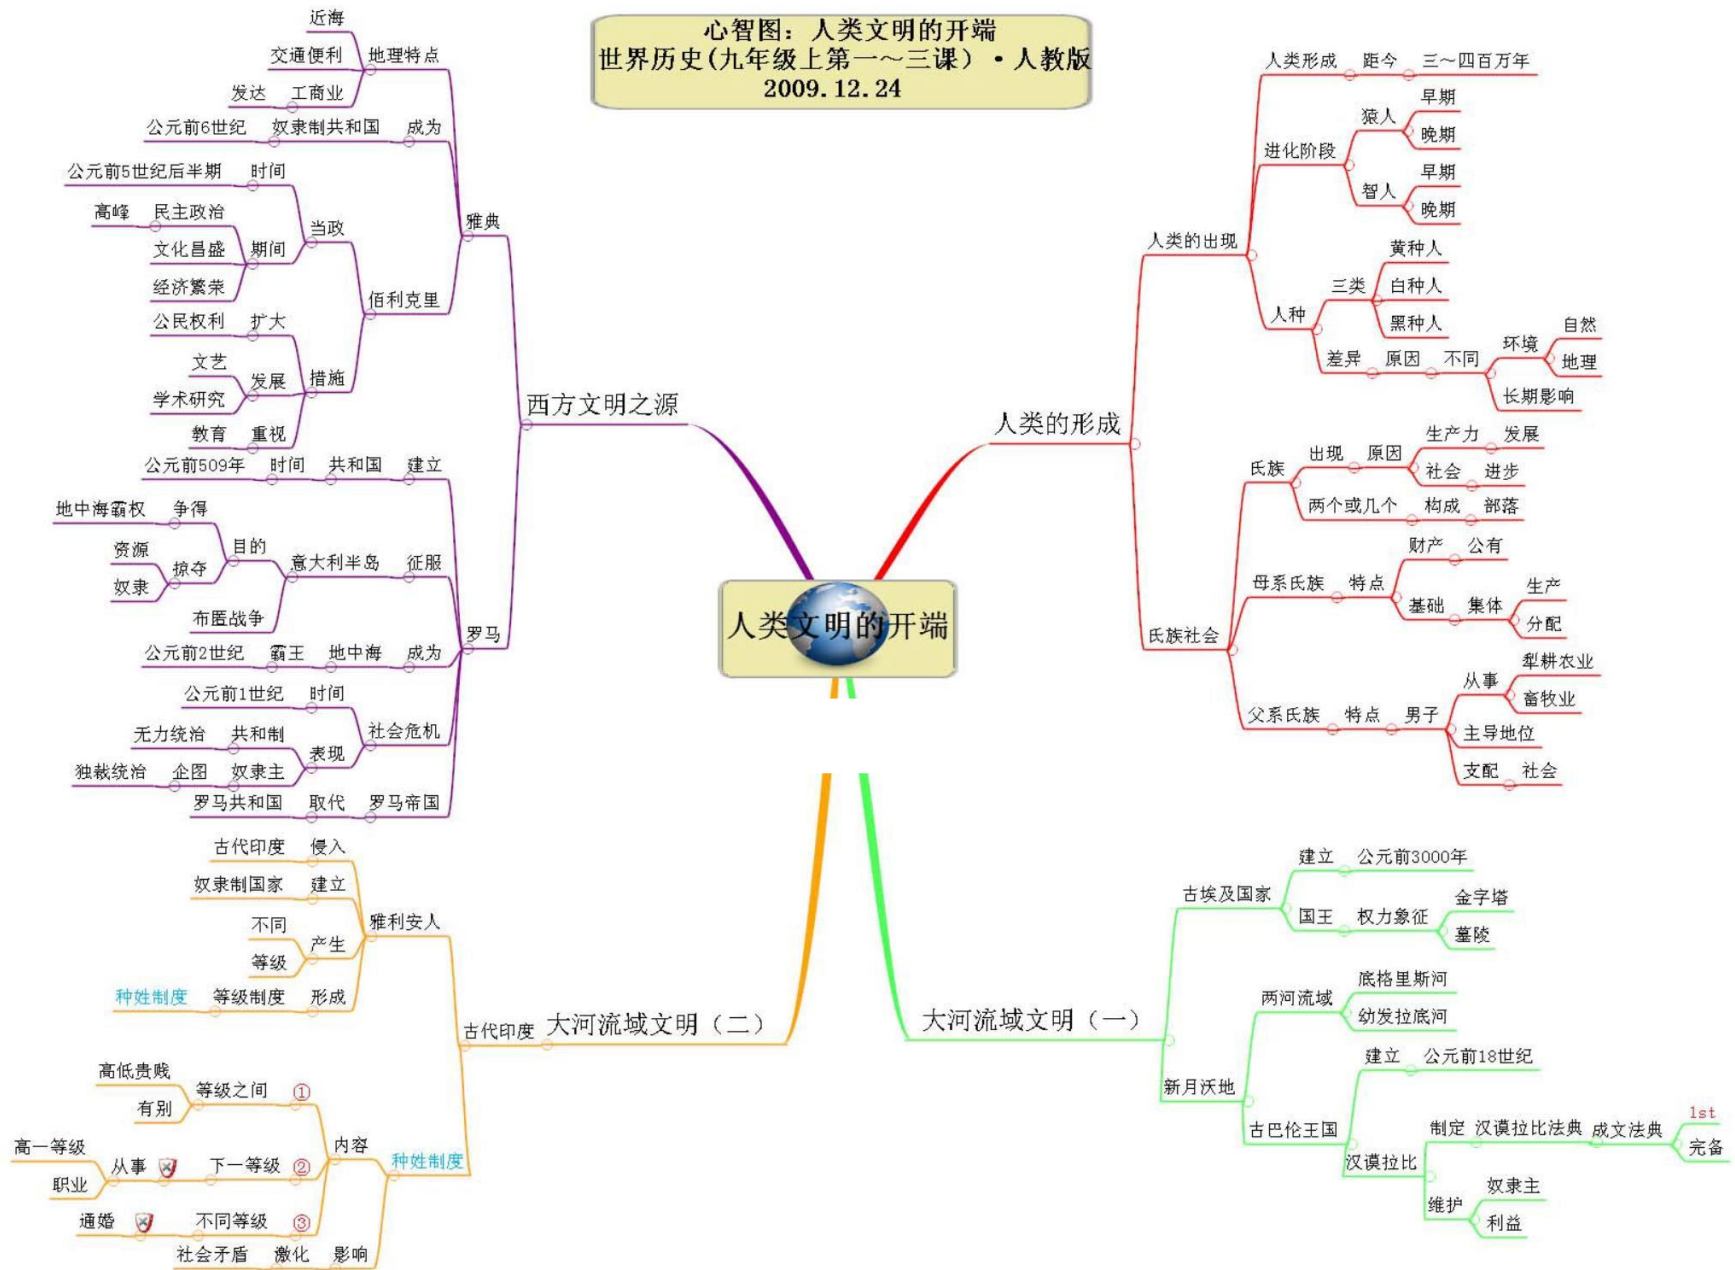 心智图：人类文明的开端
世界历史(九年级上第一～三课）·人教版
2009.12.24
人类文明的开端
人类的形成
人类的出现
人类形成
距今
三～四百万年
进化阶段
猿人
早期
晚期
智人
早期
晚期
人种
三类
黄种人
白种人
黑种人
差异
原因
不同
环境
自然
地理
长期影响
氏族社会
氏族
出现
原因
生产力
发展
社会
进步
两个或几个
构成
部落
母系氏族
特点
财产
公有
基础
集体
生产
分配
父系氏族
特点
男子
从事
犁耕农业
畜牧业
主导地位
支配
社会
大河流域文明（一）
古埃及国家
建立
公元前3000年
国王
权力象征
金字塔
墓陵
新月沃地
两河流域
底格里斯河
幼发拉底河
古巴伦王国
建立
公元前18世纪
汉谟拉比
制定
汉谟拉比法典
成文法典
1st
完备
维护
奴隶主
利益
大河流域文明（二）
古代印度
雅利安人
侵入
古代印度
建立
奴隶制国家
产生
不同
等级
形成
等级制度
种姓制度
种姓制度
内容
①
等级之间
高低贵贱
有别
②
下一等级
从事
高一等级
职业
③
不同等级
通婚
影响
激化
社会矛盾
西方文明之源
雅典
地理特点
近海
交通便利
工商业
发达
成为
奴隶制共和国
公元前6世纪
佰利克里
当政
时间
公元前5世纪后半期
期间
民主政治
高峰
文化昌盛
经济繁荣
措施
扩大
公民权利
发展
文艺
学术研究
重视
教育
罗马
建立
共和国
时间
公元前509年
征服
意大利半岛
目的
争得
地中海霸权
掠夺
资源
奴隶
布匿战争
成为
地中海
霸王
公元前2世纪
社会危机
时间
公元前1世纪
表现
共和制
无力统治
奴隶主
企图
独裁统治
罗马帝国
取代
罗马共和国